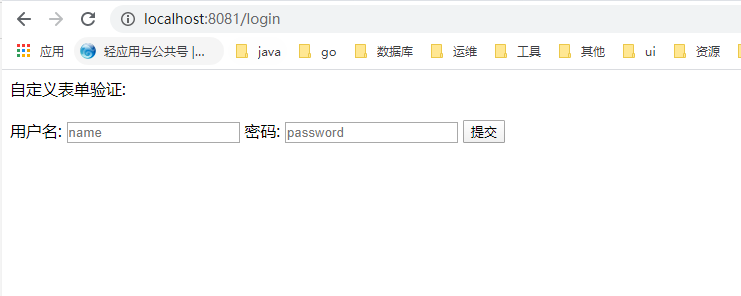 localhost:8081/login
应用 轻应用与公共号 |... java go 数据库 运维 工具 其他 ui 资源
自定义表单验证:
用户名: name 密码: password 提交